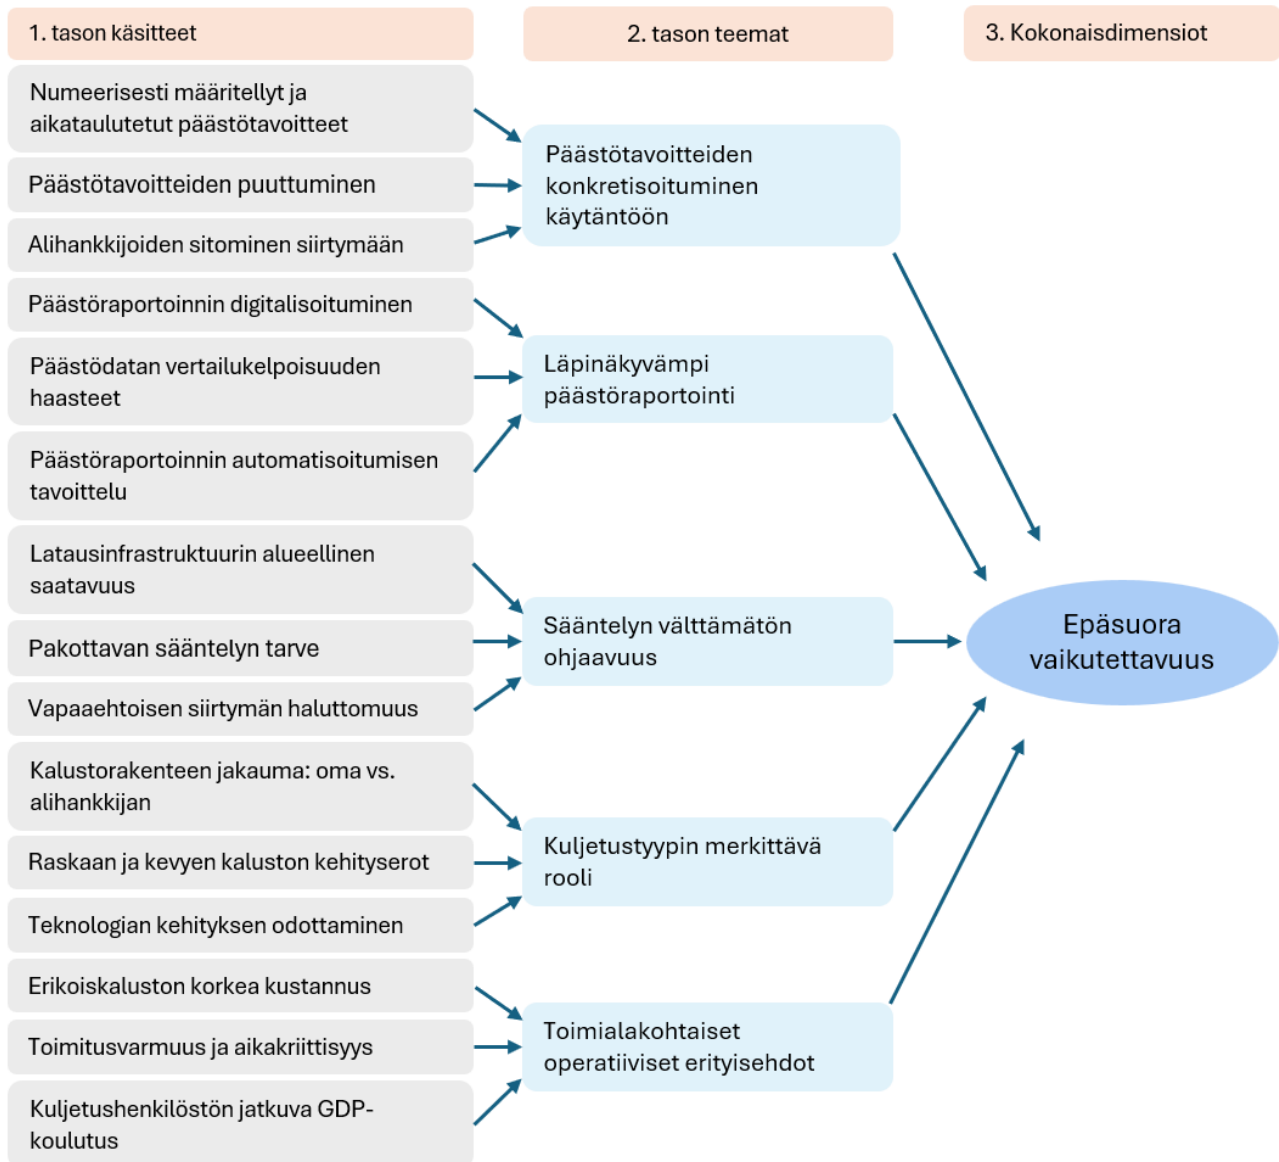 1. tason käsitteet
2. tason teemat
3. Kokonaisdimensiot
Numeerisesti määritellyt ja
aikataulutetut päästötavoitteet
Päästötavoitteiden puuttuminen
Alihankkijoiden sitominen siirtymään
Päästötavoitteiden
konkretisoituminen
käytäntöön
Päästöraportoinnin digitalisoituminen
Päästödatan vertailukelpoisuuden
haasteet
Päästöraportoinnin automatisoitumisen
tavoittelu
Läpinäkyvämpi
päästöraportointi
Latausinfrastruktuurin alueellinen
saatavuus
Pakottavan sääntelyn tarve
Vapaaehtoisen siirtymän haluttomuus
Sääntelyn välttämätön
ohjaavuus
Kalustorakenteen jakauma: oma vs.
alihankkijan
Raskaan ja kevyen kaluston kehityserot
Teknologian kehityksen odottaminen
Kuljetustyypin merkittävä
rooli
Erikoiskaluston korkea kustannus
Toimitusvarmuus ja aikakriittisyys
Kuljetushenkilöstön jatkuva GDP-
koulutus
Toimialakohtaiset
operatiiviset erityisehdot
Epäsuora
vaikutettavuus